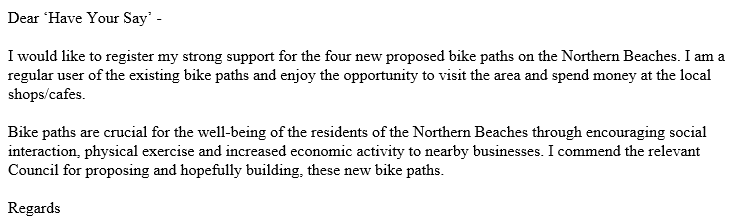 Dear ‘Have Your Say’ -
I would like to register my strong support for the four new proposed bike paths on the Northern Beaches. I am a
regular user of the existing bike paths and enjoy the opportunity to visit the area and spend money at the local
shops/cafes.
Bike paths are crucial for the well-being of the residents of the Northern Beaches through encouraging social
interaction, physical exercise and increased economic activity to nearby businesses. I commend the relevant
Council for proposing and hopefully building, these new bike paths.
Regards